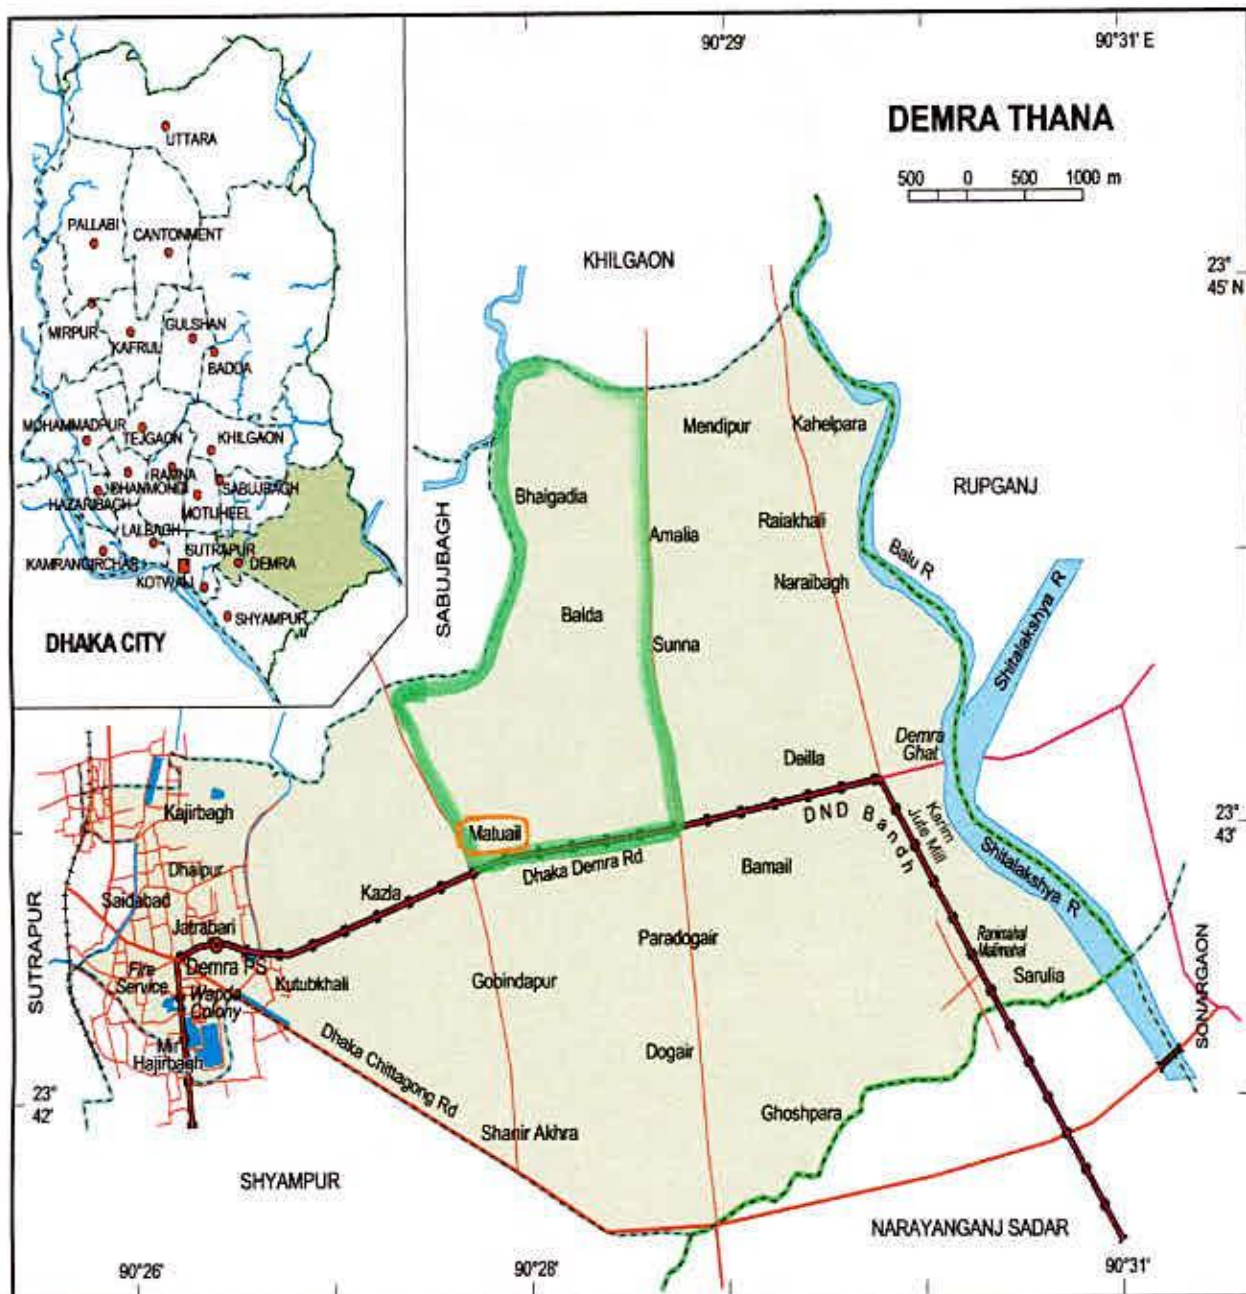 90°29'
90°31' E
DEMRA THANA
500 0 500 1000 m
UTTARA
PALLABI
CANTONMENT
MIRPUR
KAFRUL
GULSHAN
BADDA
MOHAMMADPUR
TEJGAON
KHILGAON
RAMNA
DHANMONDI
SABUJBAGH
HAZARIBAGH
MOTIJHEEL
LALBAGH
SUTRAPUR
KAMRANGIRCHAR
DEMRA
KOTWALI
SHYAMPUR
DHAKA CITY
KHILGAON
23°
45' N
Mendipur
Kahelpara
RUPGANJ
SABUJBAGH
Bhaigadia
Amalia
Raiakhali
Balu R
Naraibagh
Balda
Sunna
Shitalakshya R
Demra
Ghat
Deilla
Kajirbagh
Matuail
DND Bandh
Karim
Jute Mill
23°
43'
Dhaka Demra Rd
Bamail
Dhalpur
Kazla
Saidabad
Shitalakshya R
SUTRAPUR
Jatrabari
Paradogair
Ranimahal
Malimahal
Demra PS
Fire
Service
Kutubkhali
Gobindapur
Sarulia
SONARGAON
Wapda
Colony
Mir
Hajirbagh
Dogair
Dhaka Chittagong Rd
23°
42'
Ghoshpara
Shanir Akhra
SHYAMPUR
NARAYANGANJ SADAR
90°26'
90°28'
90°31'